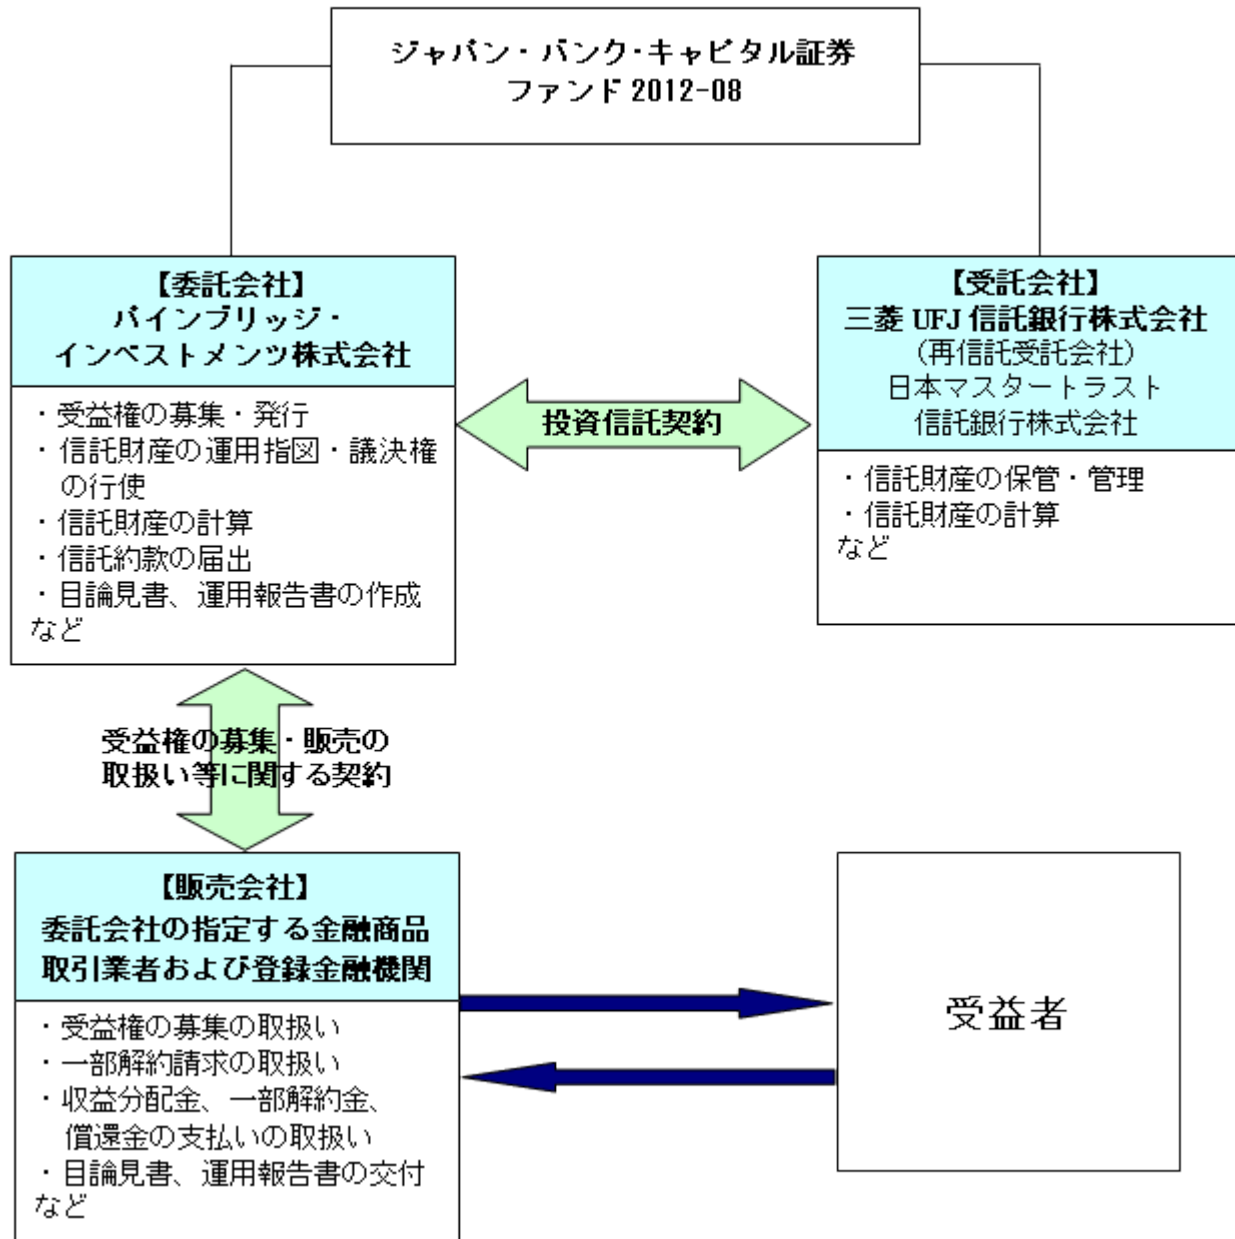 ジャパン・バンク・キャピタル証券
ファンド 2012-08
【委託会社】
パインブリッジ・
インベストメンツ株式会社
・受益権の募集・発行
・信託財産の運用指図・議決権
の行使
・信託財産の計算
・信託約款の届出
・目論見書、運用報告書の作成
など
投資信託契約
【受託会社】
三菱 UFJ 信託銀行株式会社
（再信託受託会社）
日本マスタートラスト
信託銀行株式会社
・信託財産の保管・管理
・信託財産の計算
など
受益権の募集・販売の
取扱い等に関する契約
【販売会社】
委託会社の指定する金融商品
取引業者および登録金融機関
・受益権の募集の取扱い
・一部解約請求の取扱い
・収益分配金、一部解約金、
償還金の支払いの取扱い
・目論見書、運用報告書の交付
など
受益者